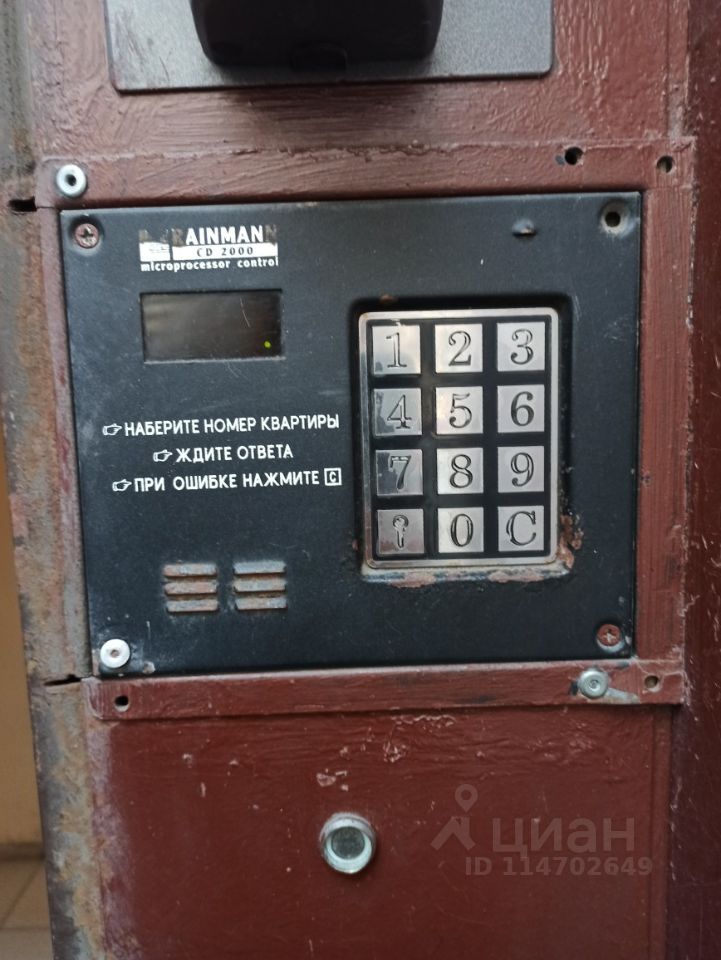 RAINMANN
CD 2000
microprocessor control
НАБЕРИТЕ НОМЕР КВАРТИРЫ
ЖДИТЕ ОТВЕТА
ПРИ ОШИБКЕ НАЖМИТЕ C
1 2 3
4 5 6
7 8 9
0 C
циан
ID 114702649